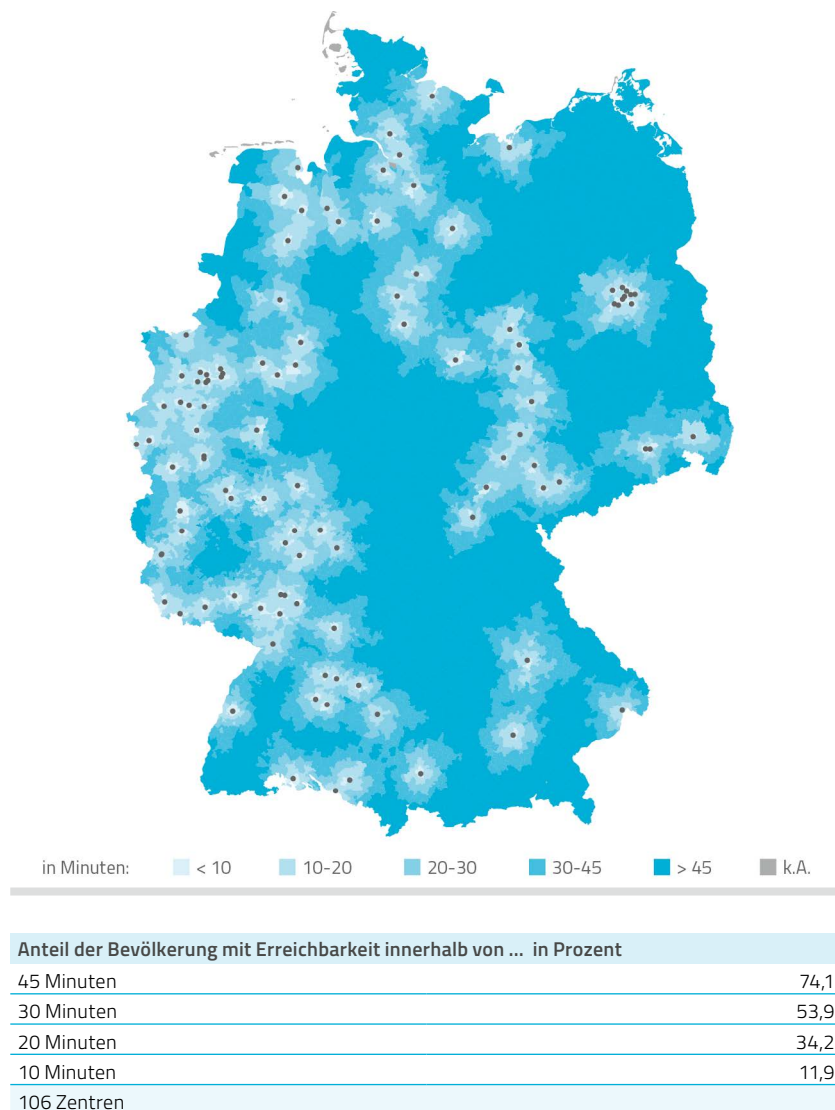 in Minuten: < 10 10-20 20-30 30-45 > 45 k.A.
Anteil der Bevölkerung mit Erreichbarkeit innerhalb von ... in Prozent
45 Minuten 74,1
30 Minuten 53,9
20 Minuten 34,2
10 Minuten 11,9
106 Zentren